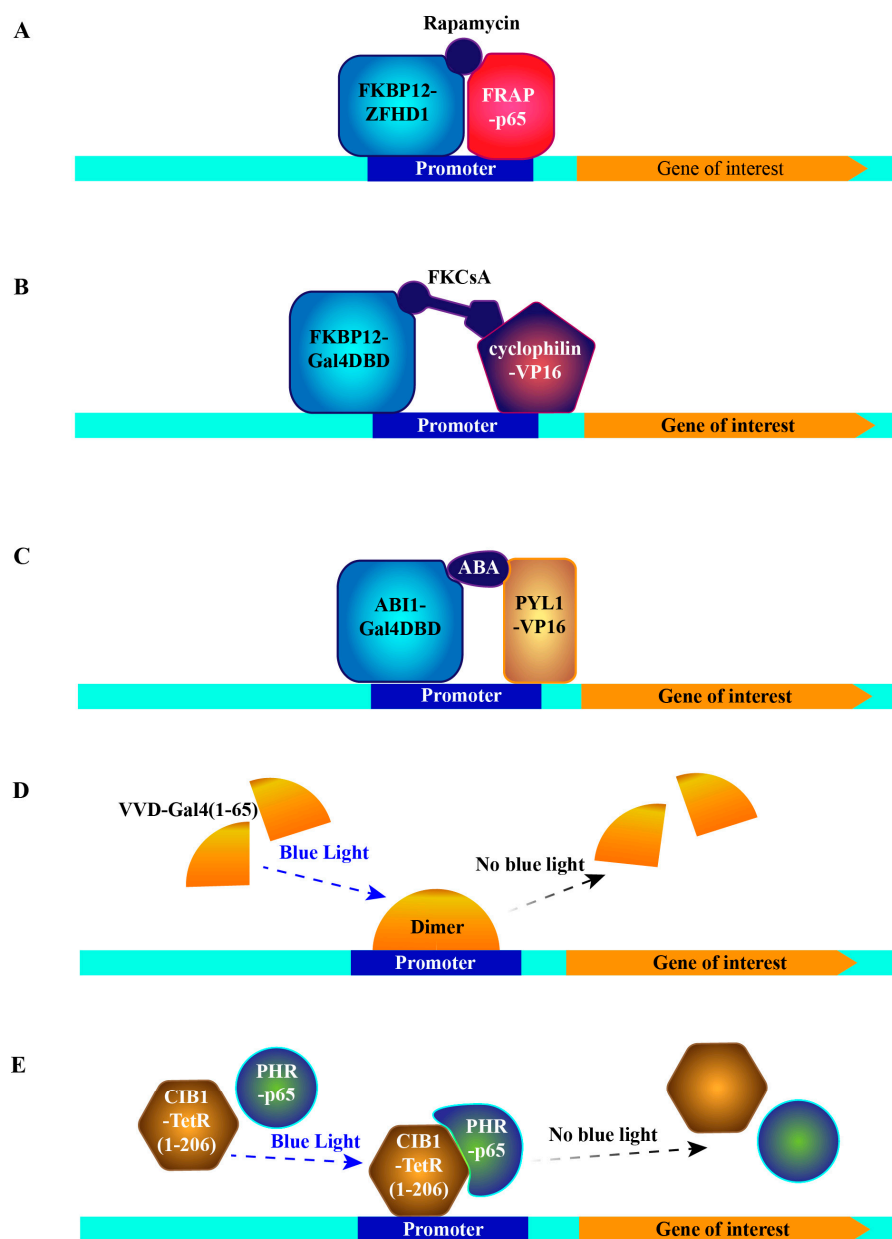 A
Rapamycin
FKBP12-
ZFHD1
FRAP
-p65
Promoter
Gene of interest
B
FKCsA
FKBP12-
Gal4DBD
cyclophilin
-VP16
Promoter
Gene of interest
C
ABA
ABI1-
Gal4DBD
PYL1
-VP16
Promoter
Gene of interest
D
VVD-Gal4(1-65)
Blue Light
No blue light
Dimer
Promoter
Gene of interest
E
CIB1
-TetR
(1-206)
PHR
-p65
Blue Light
CIB1
-TetR
(1-206)
PHR
-p65
No blue light
Promoter
Gene of interest